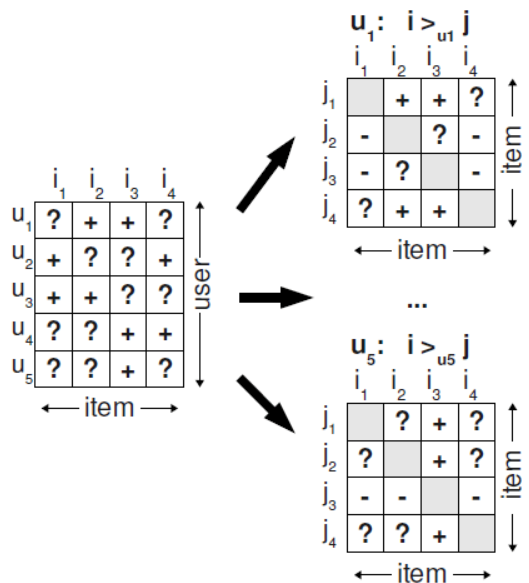 i1 i2 i3 i4
u1 ? + + ?
u2 + ? ? +
u3 + + ? ?
u4 ? ? + +
u5 ? ? + ?
user
← item →
u1: i >u1 j
i1 i2 i3 i4
j1 + + ?
j2 - ? -
j3 - ? -
j4 ? + +
item
← item →
...
u5: i >u5 j
i1 i2 i3 i4
j1 ? + ?
j2 ? + ?
j3 - - -
j4 ? ? +
item
← item →